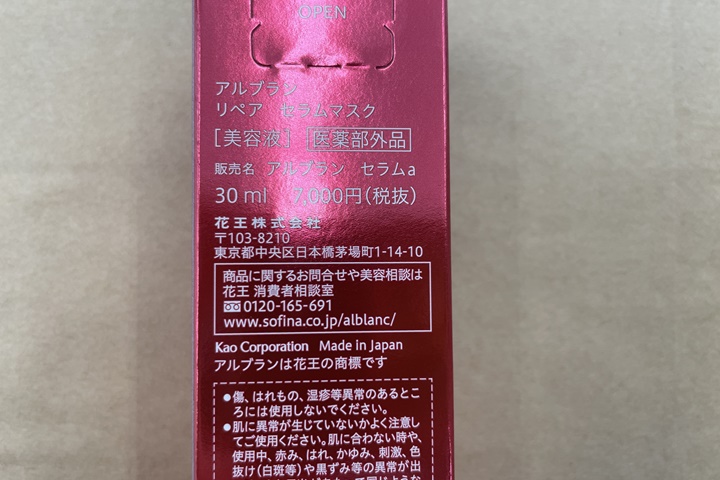 OPEN
アルブラン
リペア　セラムマスク
［美容液］ 医薬部外品
販売名 アルブラン　セラムa
30 ml　7,000円（税抜）
花王株式会社
〒103-8210
東京都中央区日本橋茅場町1-14-10
商品に関するお問合せや美容相談は
花王 消費者相談室
0120-165-691
www.sofina.co.jp/alblanc/
Kao Corporation　Made in Japan
アルブランは花王の商標です
●傷、はれもの、湿疹等異常のあるとこ
ろには使用しないでください。
●肌に異常が生じていないかよく注意し
てご使用ください。肌に合わない時や、
使用中、赤み、はれ、かゆみ、刺激、色
抜け（白斑等）や黒ずみ等の異常が出